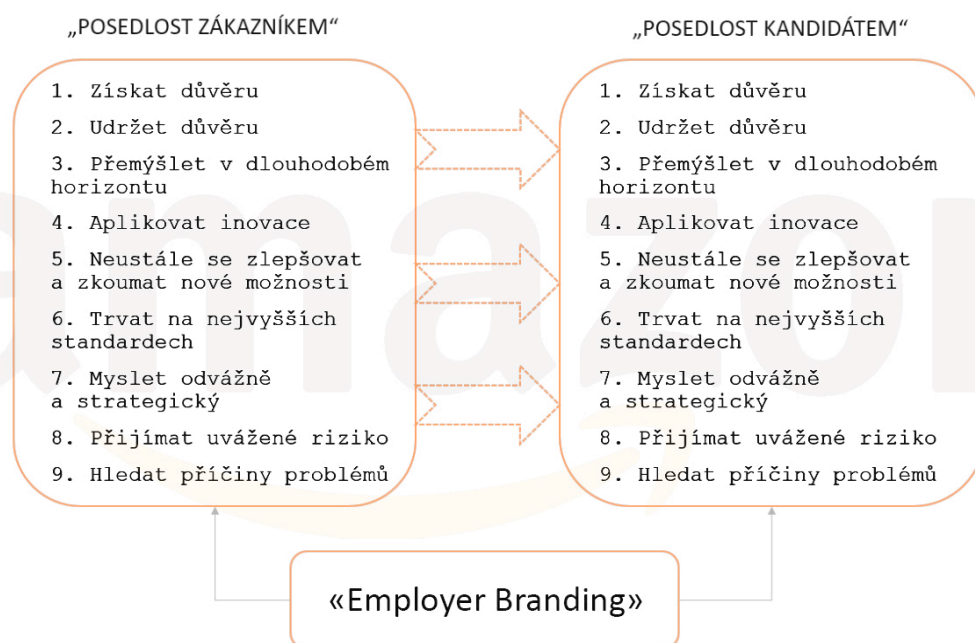 „POSEDLOST ZÁKAZNÍKEM“
1. Získat důvěru
2. Udržet důvěru
3. Přemýšlet v dlouhodobém
horizontu
4. Aplikovat inovace
5. Neustále se zlepšovat
a zkoumat nové možnosti
6. Trvat na nejvyšších
standardech
7. Myslet odvážně
a strategický
8. Přijímat uvážené riziko
9. Hledat příčiny problémů
„POSEDLOST KANDIDÁTEM“
1. Získat důvěru
2. Udržet důvěru
3. Přemýšlet v dlouhodobém
horizontu
4. Aplikovat inovace
5. Neustále se zlepšovat
a zkoumat nové možnosti
6. Trvat na nejvyšších
standardech
7. Myslet odvážně
a strategický
8. Přijímat uvážené riziko
9. Hledat příčiny problémů
«Employer Branding»
amazon